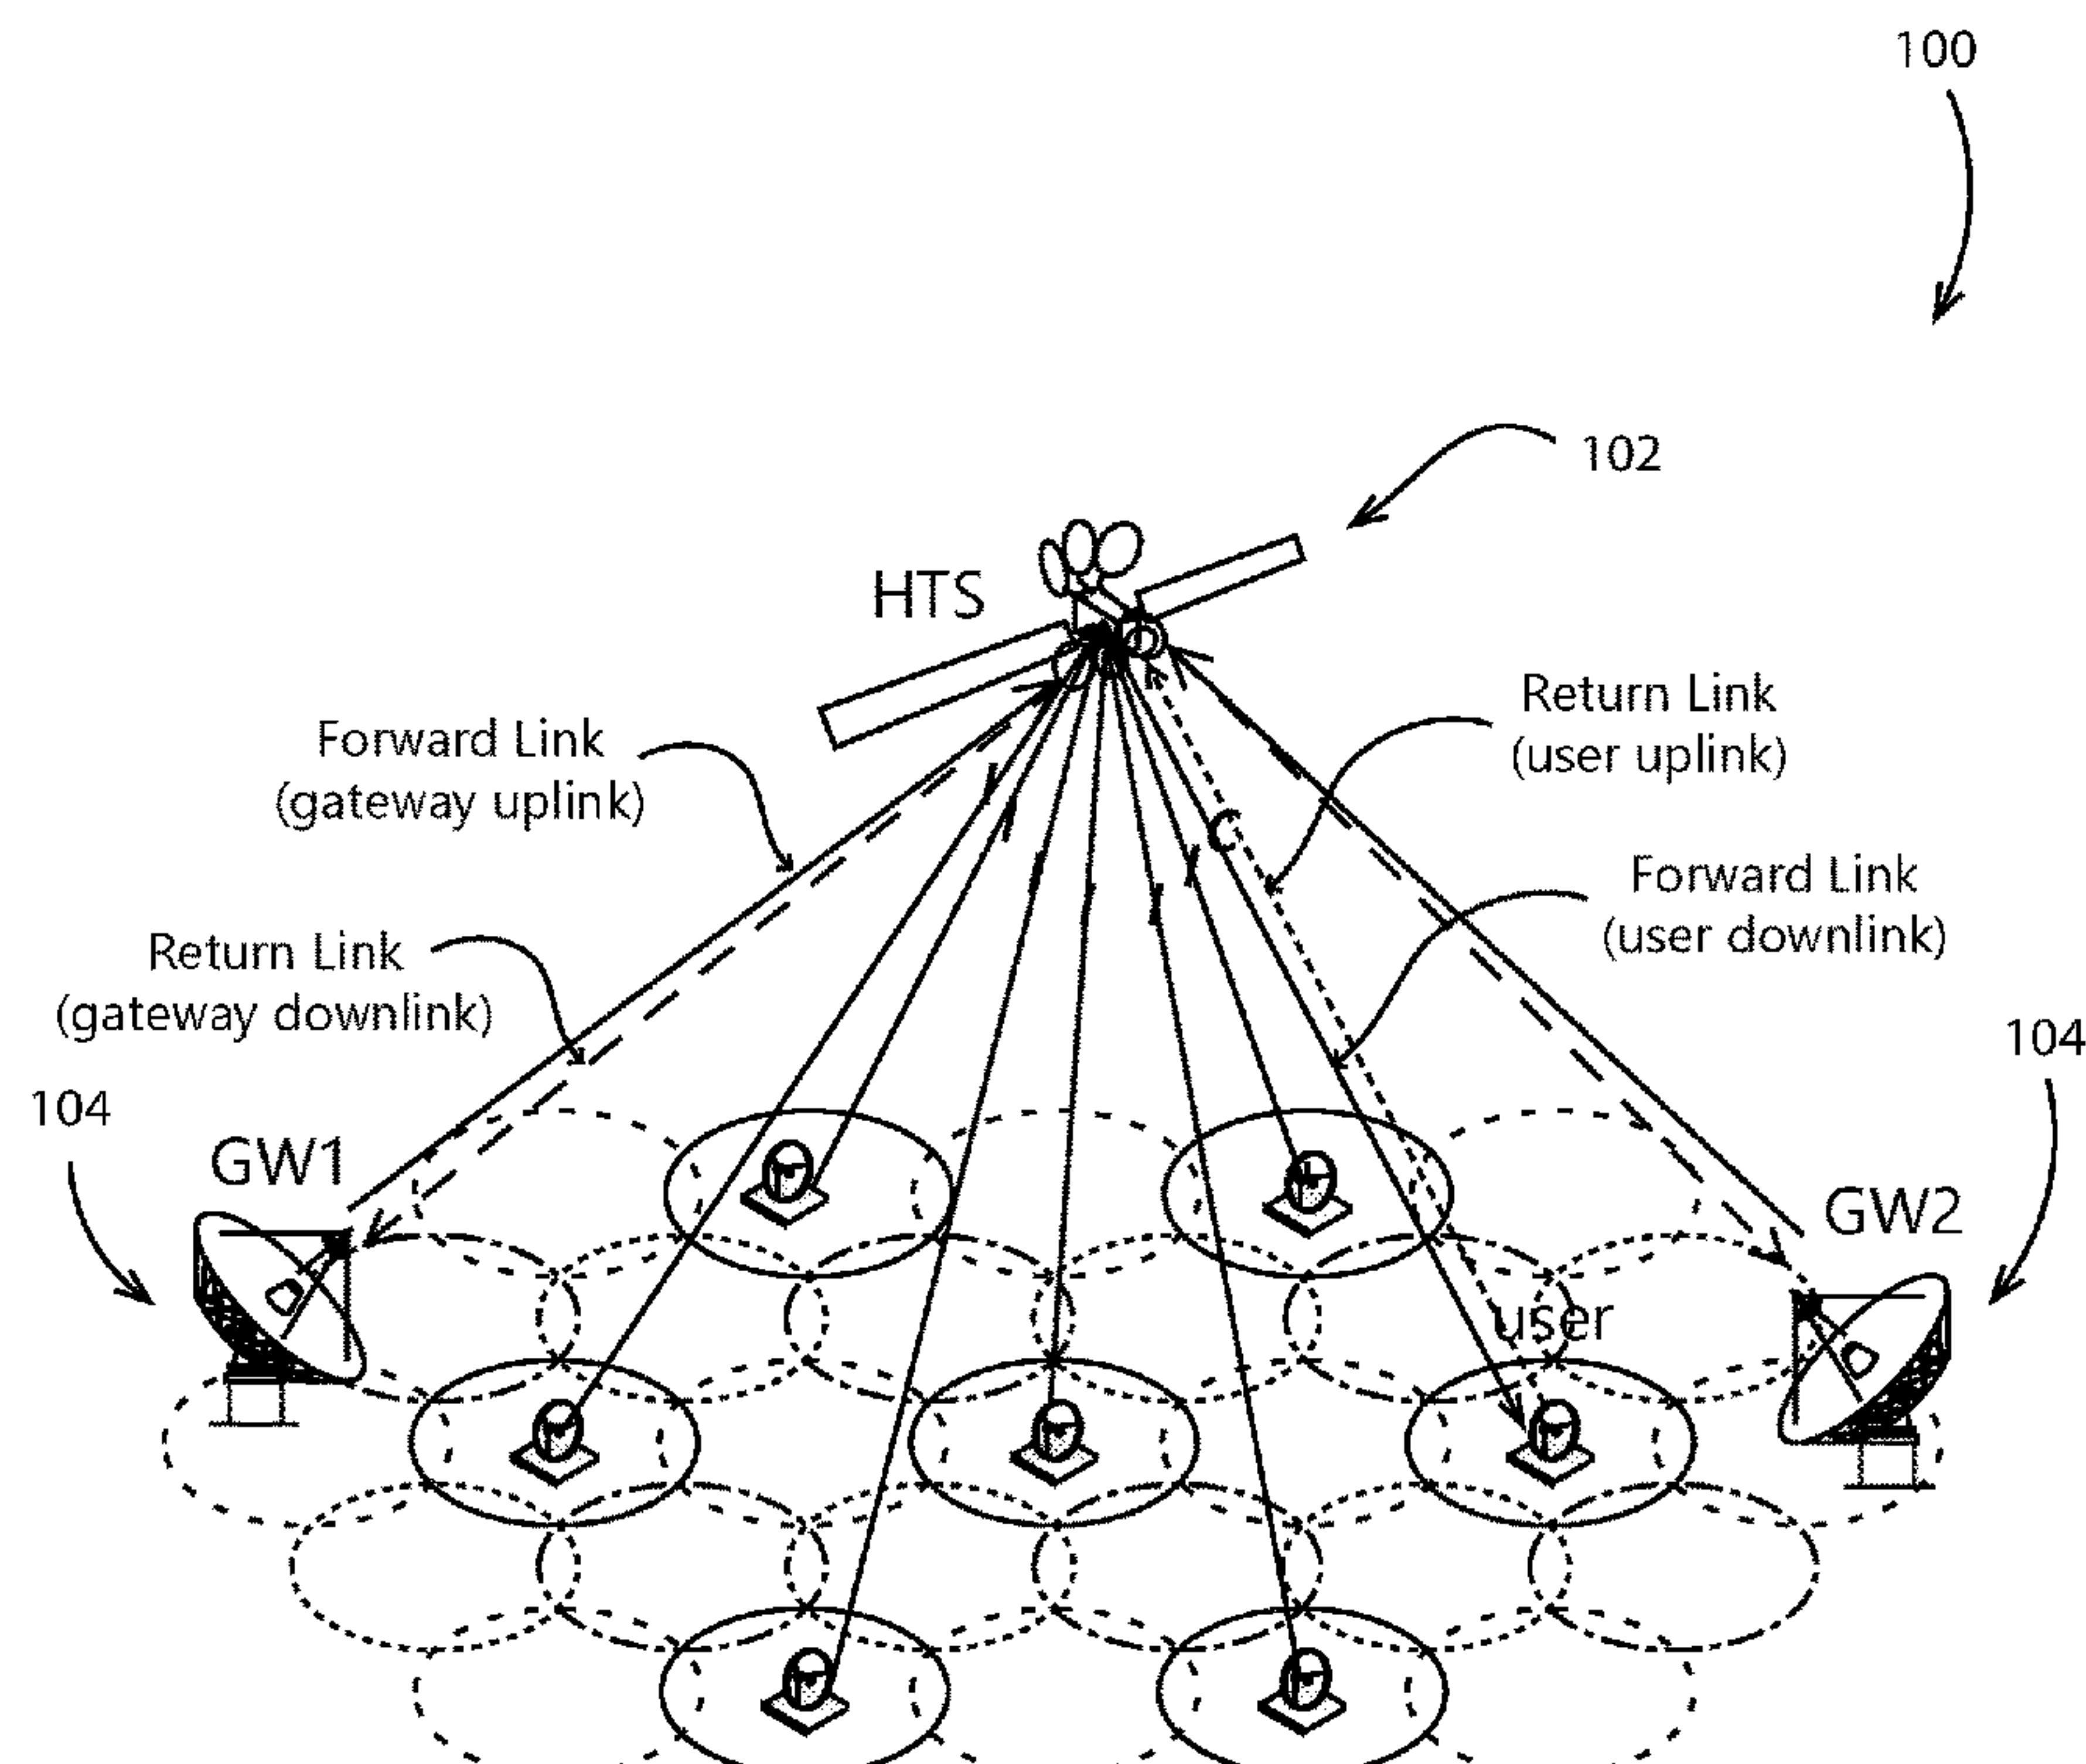 100
102
HTS
Return Link
(user uplink)
Forward Link
(gateway uplink)
Forward Link
(user downlink)
Return Link
(gateway downlink)
104
104
GW1
GW2
user